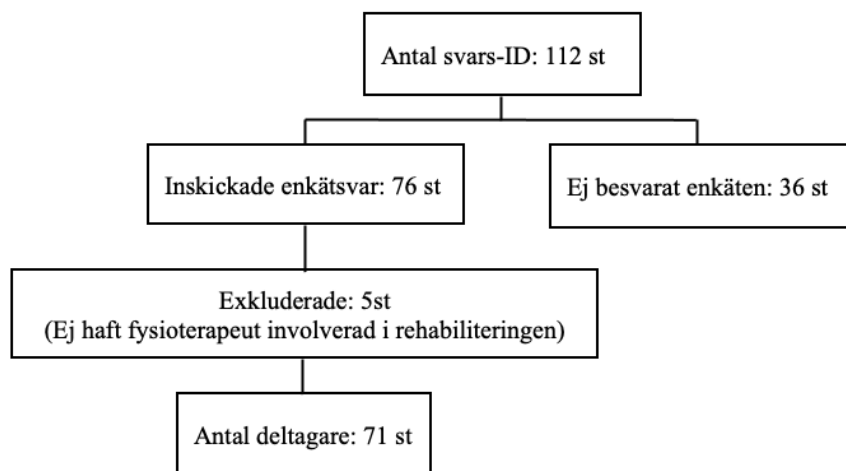 Antal svars-ID: 112 st
Inskickade enkätsvar: 76 st
Ej besvarat enkäten: 36 st
Exkluderade: 5st
(Ej haft fysioterapeut involverad i rehabiliteringen)
Antal deltagare: 71 st